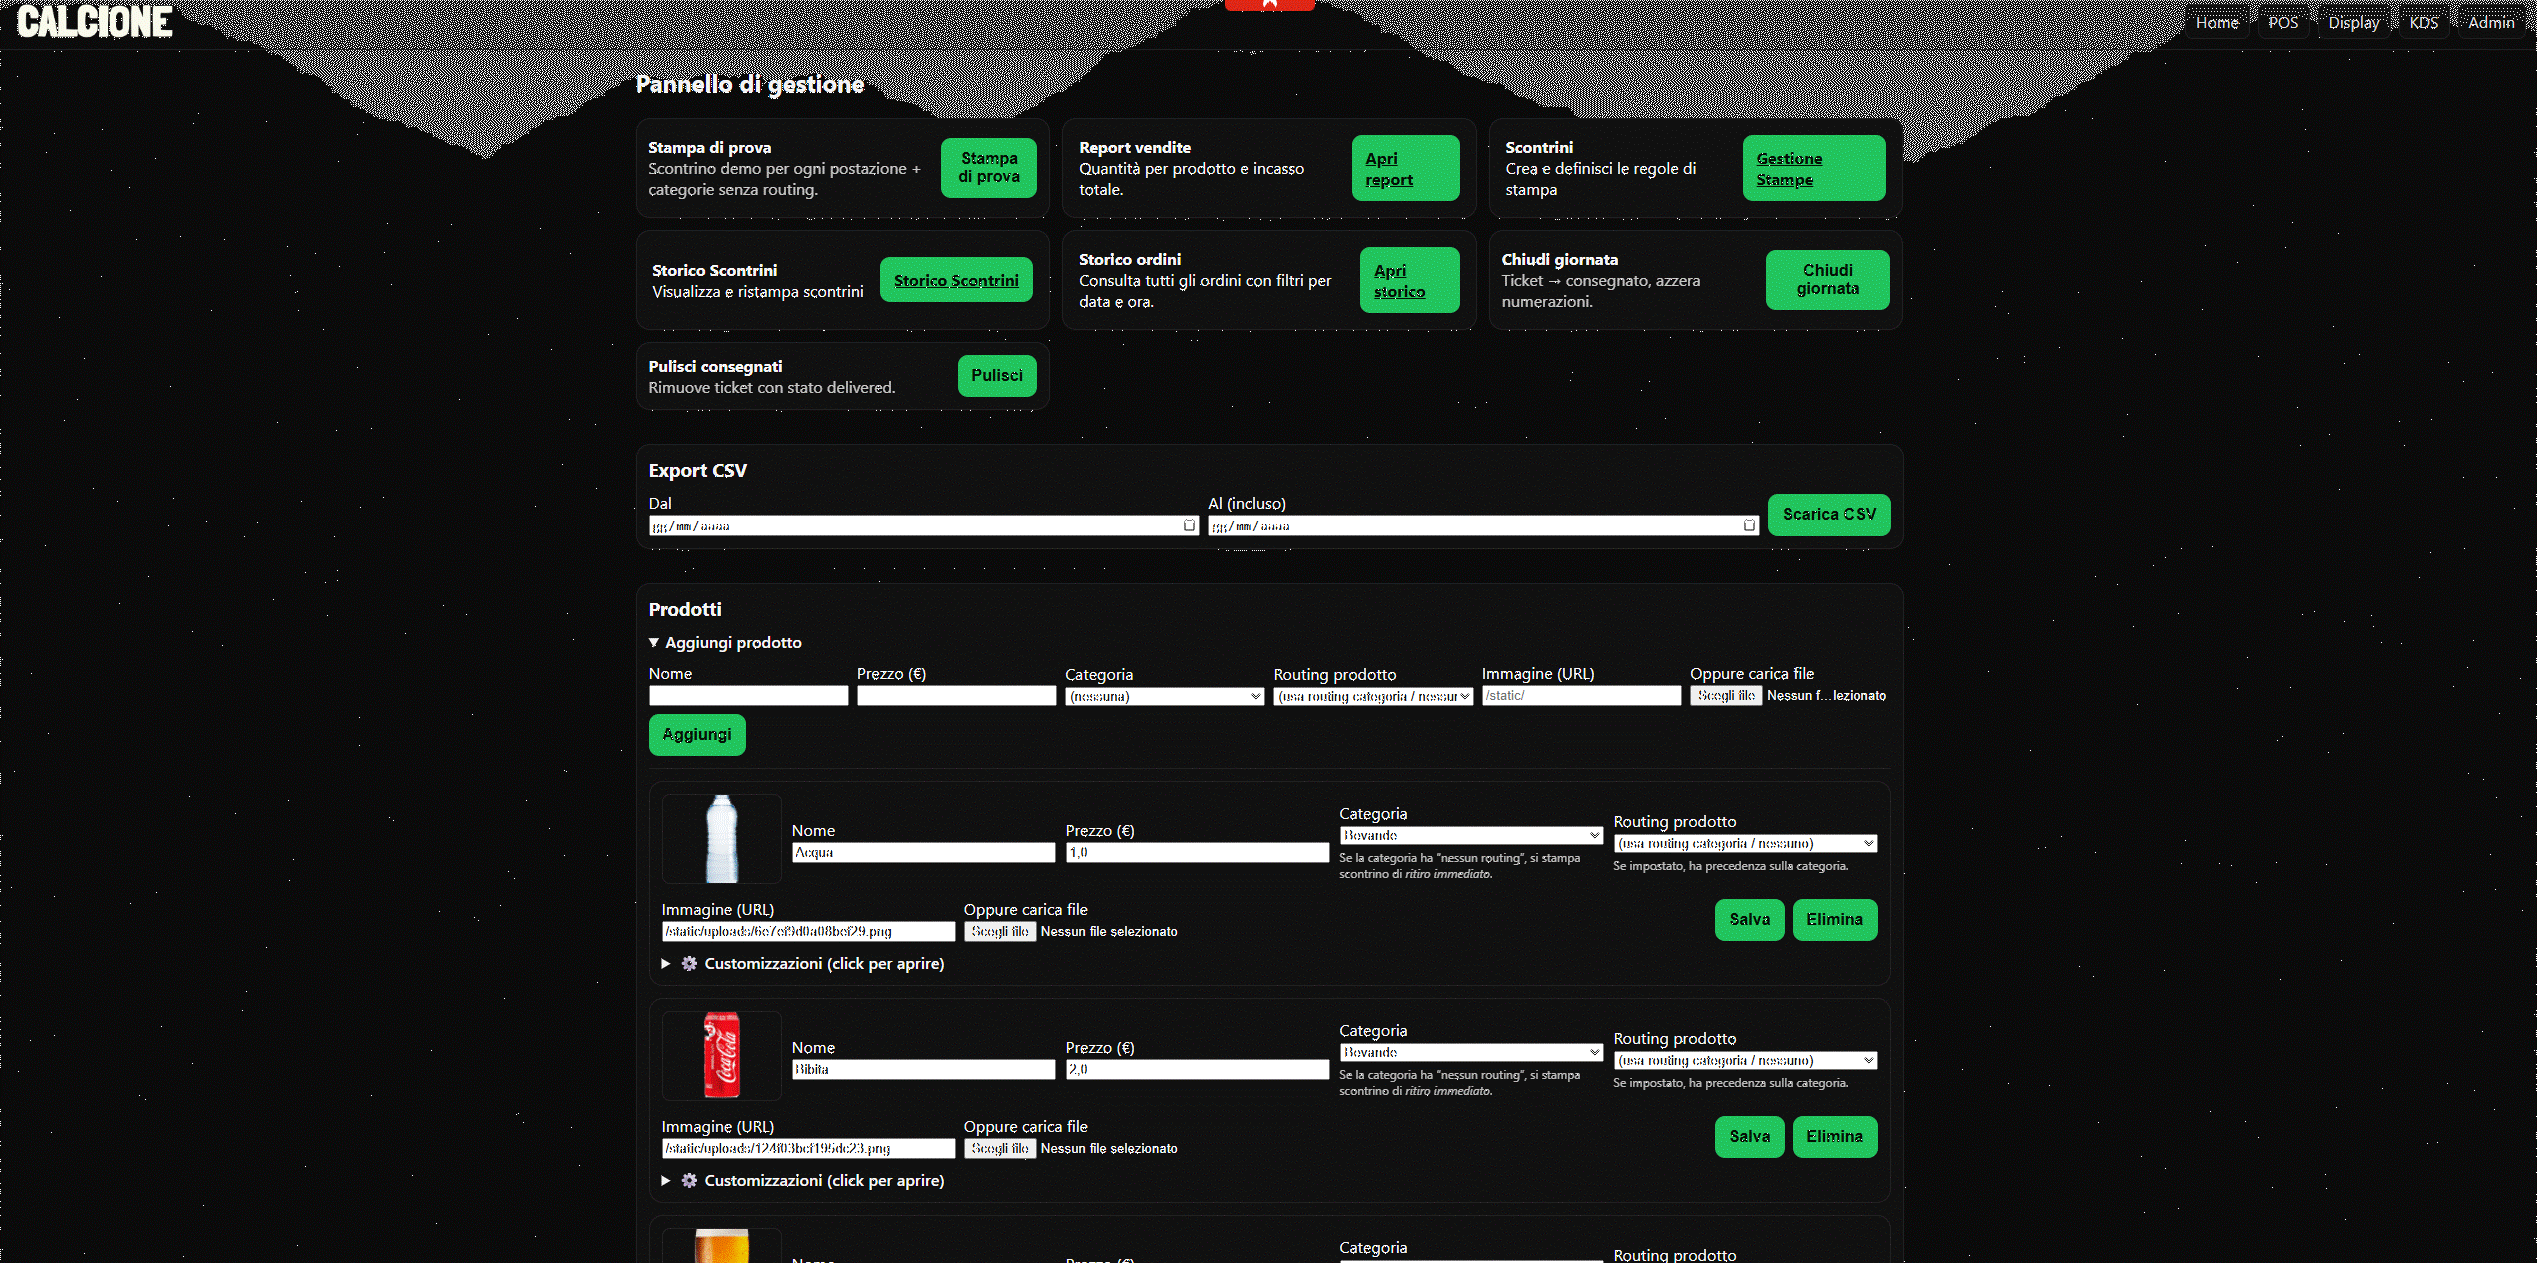 CALCIONE
Home POS Display KDS Admin
Pannello di gestione
Stampa di prova
Scontrino demo per ogni postazione +
categorie senza routing.
Stampa
di prova
Report vendite
Quantità per prodotto e incasso
totale.
Apri
report
Scontrini
Crea e definisci le regole di
stampa
Gestione
Stampe
Storico Scontrini
Visualizza e ristampa scontrini
Storico Scontrini
Storico ordini
Consulta tutti gli ordini con filtri per
data e ora.
Apri
storico
Chiudi giornata
Ticket → consegnato, azzera
numerazioni.
Chiudi
giornata
Pulisci consegnati
Rimuove ticket con stato delivered.
Pulisci
Export CSV
Dal
gg/mm/aaaa
Al (incluso)
gg/mm/aaaa
Scarica CSV
Prodotti
▼ Aggiungi prodotto
Nome
Prezzo (€)
Categoria
(nessuna)
Routing prodotto
(usa routing categoria / nessur
Immagine (URL)
/static/
Oppure carica file
Scegli file Nessun f...lezionato
Aggiungi
Nome
Acqua
Prezzo (€)
1,0
Categoria
Bevande
Se la categoria ha "nessun routing", si stampa
scontrino di ritiro immediato.
Routing prodotto
(usa routing categoria / nessuno)
Se impostato, ha precedenza sulla categoria.
Immagine (URL)
/static/uploads/6e7ef9d0a08bef29.png
Oppure carica file
Scegli file Nessun file selezionato
Salva Elimina
▶ ⚙ Customizzazioni (click per aprire)
Coca-Cola
Nome
Bibita
Prezzo (€)
2,0
Categoria
Bevande
Se la categoria ha "nessun routing", si stampa
scontrino di ritiro immediato.
Routing prodotto
(usa routing categoria / nessuno)
Se impostato, ha precedenza sulla categoria.
Immagine (URL)
/static/uploads/124f03bef195dc23.png
Oppure carica file
Scegli file Nessun file selezionato
Salva Elimina
▶ ⚙ Customizzazioni (click per aprire)
Nome
Prezzo (€)
Categoria
Routing prodotto